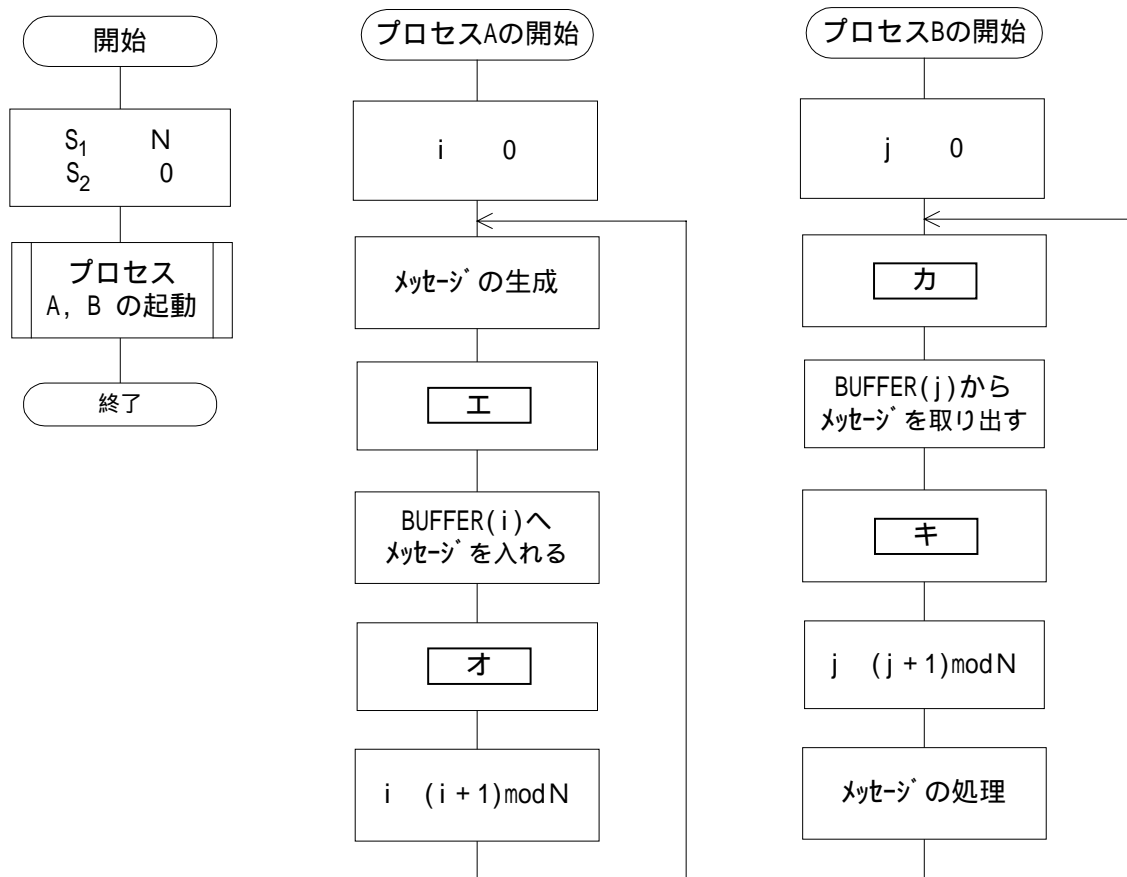 開始
S₁ N
S₂ 0
プロセス
A, B の起動
終了
プロセスAの開始
i 0
メッセージの生成
エ
BUFFER(i)へ
メッセージを入れる
オ
i (i+1)modN
プロセスBの開始
j 0
カ
BUFFER(j)から
メッセージを取り出す
キ
j (j+1)modN
メッセージの処理